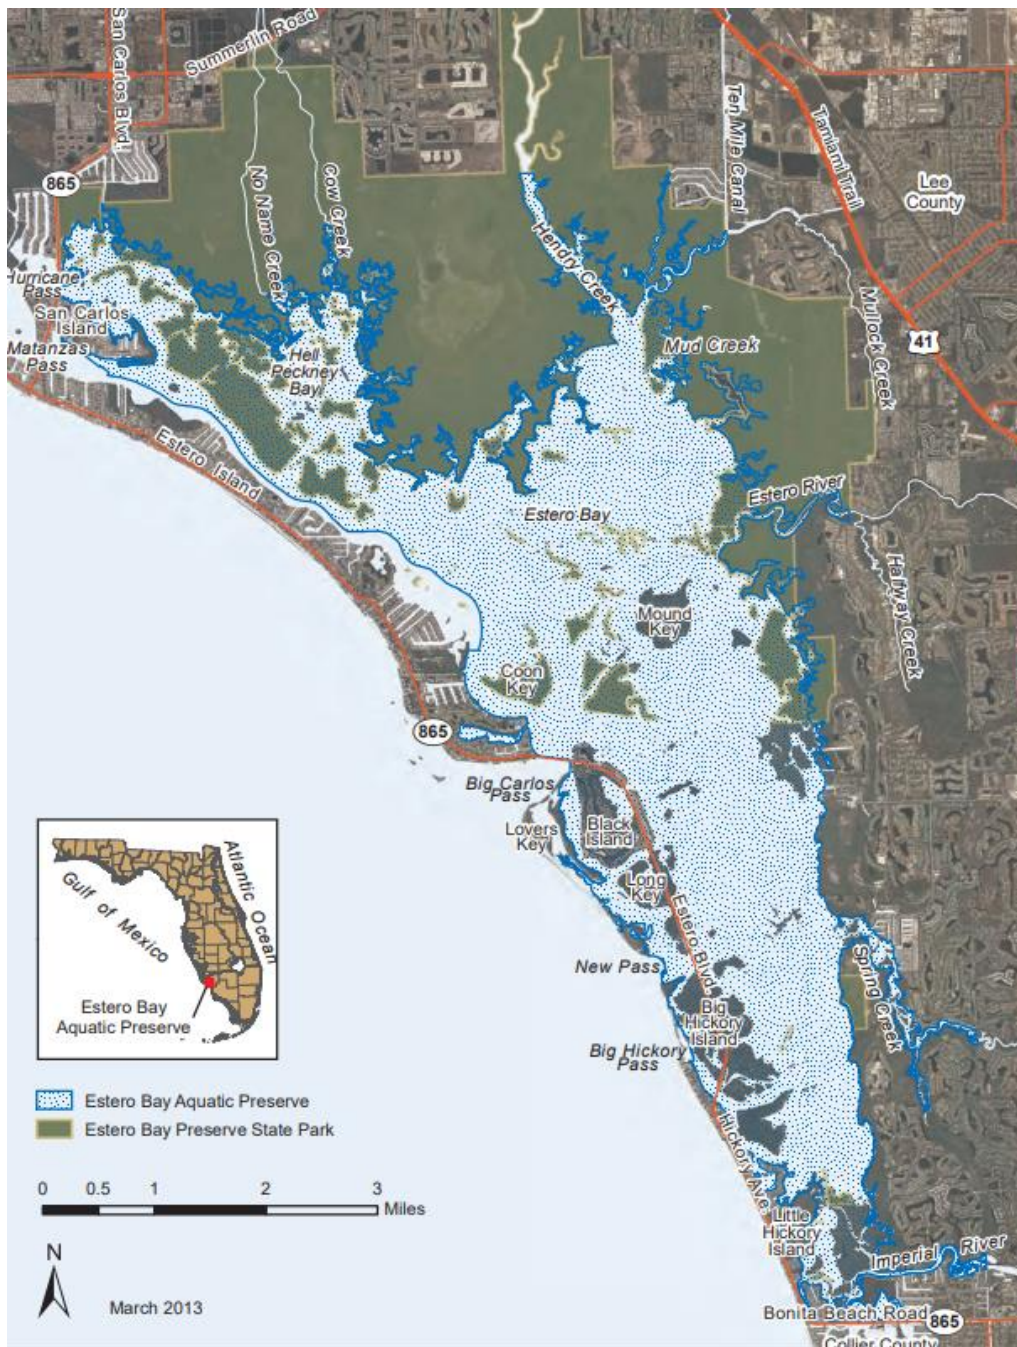 San Carlos Blvd.
Summerlin Road
Ten Mile Canal
Tamiami Trail
Lee
County
865
No Name Creek
Cow Creek
Hendry Creek
Hurricane
Pass
San Carlos
Island
Matanzas
Pass
Hell
Peckney
Bay
Mud Creek
Mullock Creek
41
Estero Island
Estero Bay
Estero River
Halfway Creek
Mound
Key
Coon
Key
865
Big Carlos
Pass
Lovers
Key
Black
Island
Long
Key
Estero Blvd.
New Pass
Big
Hickory
Island
Spring Creek
Big Hickory
Pass
Hickory Ave.
Little
Hickory
Island
Imperial River
Bonita Beach Road
865
Collier County
Atlantic Ocean
Gulf of Mexico
Estero Bay
Aquatic Preserve
Estero Bay Aquatic Preserve
Estero Bay Preserve State Park
0 0.5 1 2 3
Miles
N
March 2013